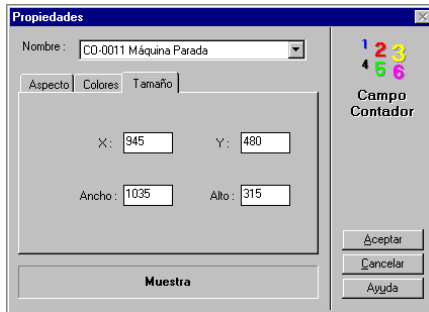 Propiedades
Nombre : CO-0011 Máquina Parada
Aspecto Colores Tamaño
X : 945 Y : 480
Ancho : 1035 Alto : 315
Muestra
1 2 3
4 5 6
Campo
Contador
Aceptar
Cancelar
Ayuda